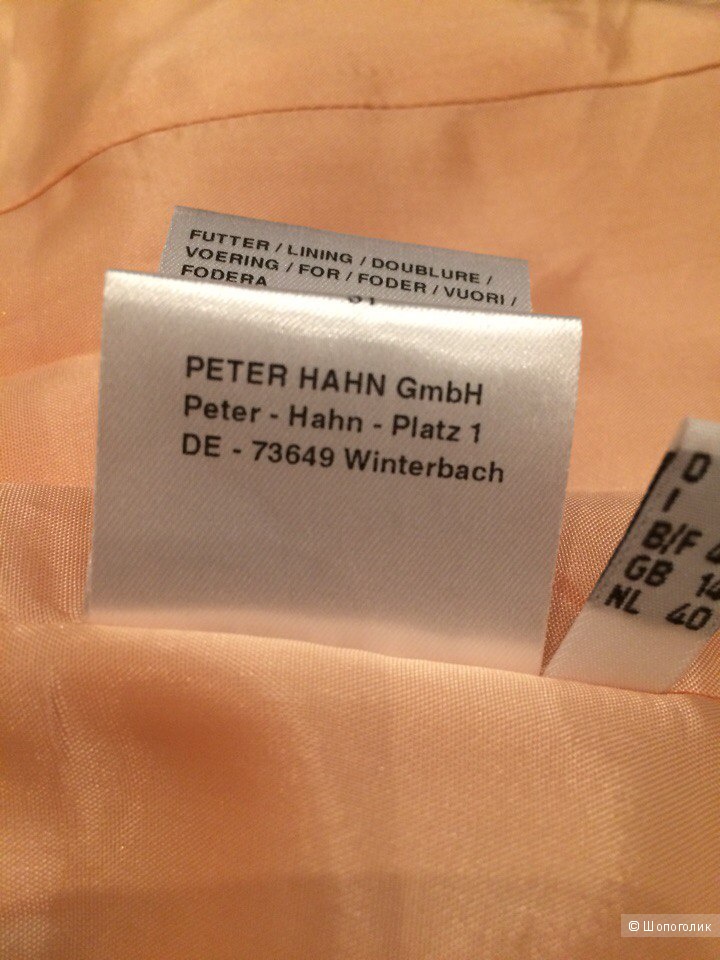 FUTTER / LINING / DOUBLURE /
VOERING / FOR / FODER / VUORI /
FODERA
PETER HAHN GmbH
Peter - Hahn - Platz 1
DE - 73649 Winterbach
D
I
B/F
GB 14
NL 40
© Шопоголик